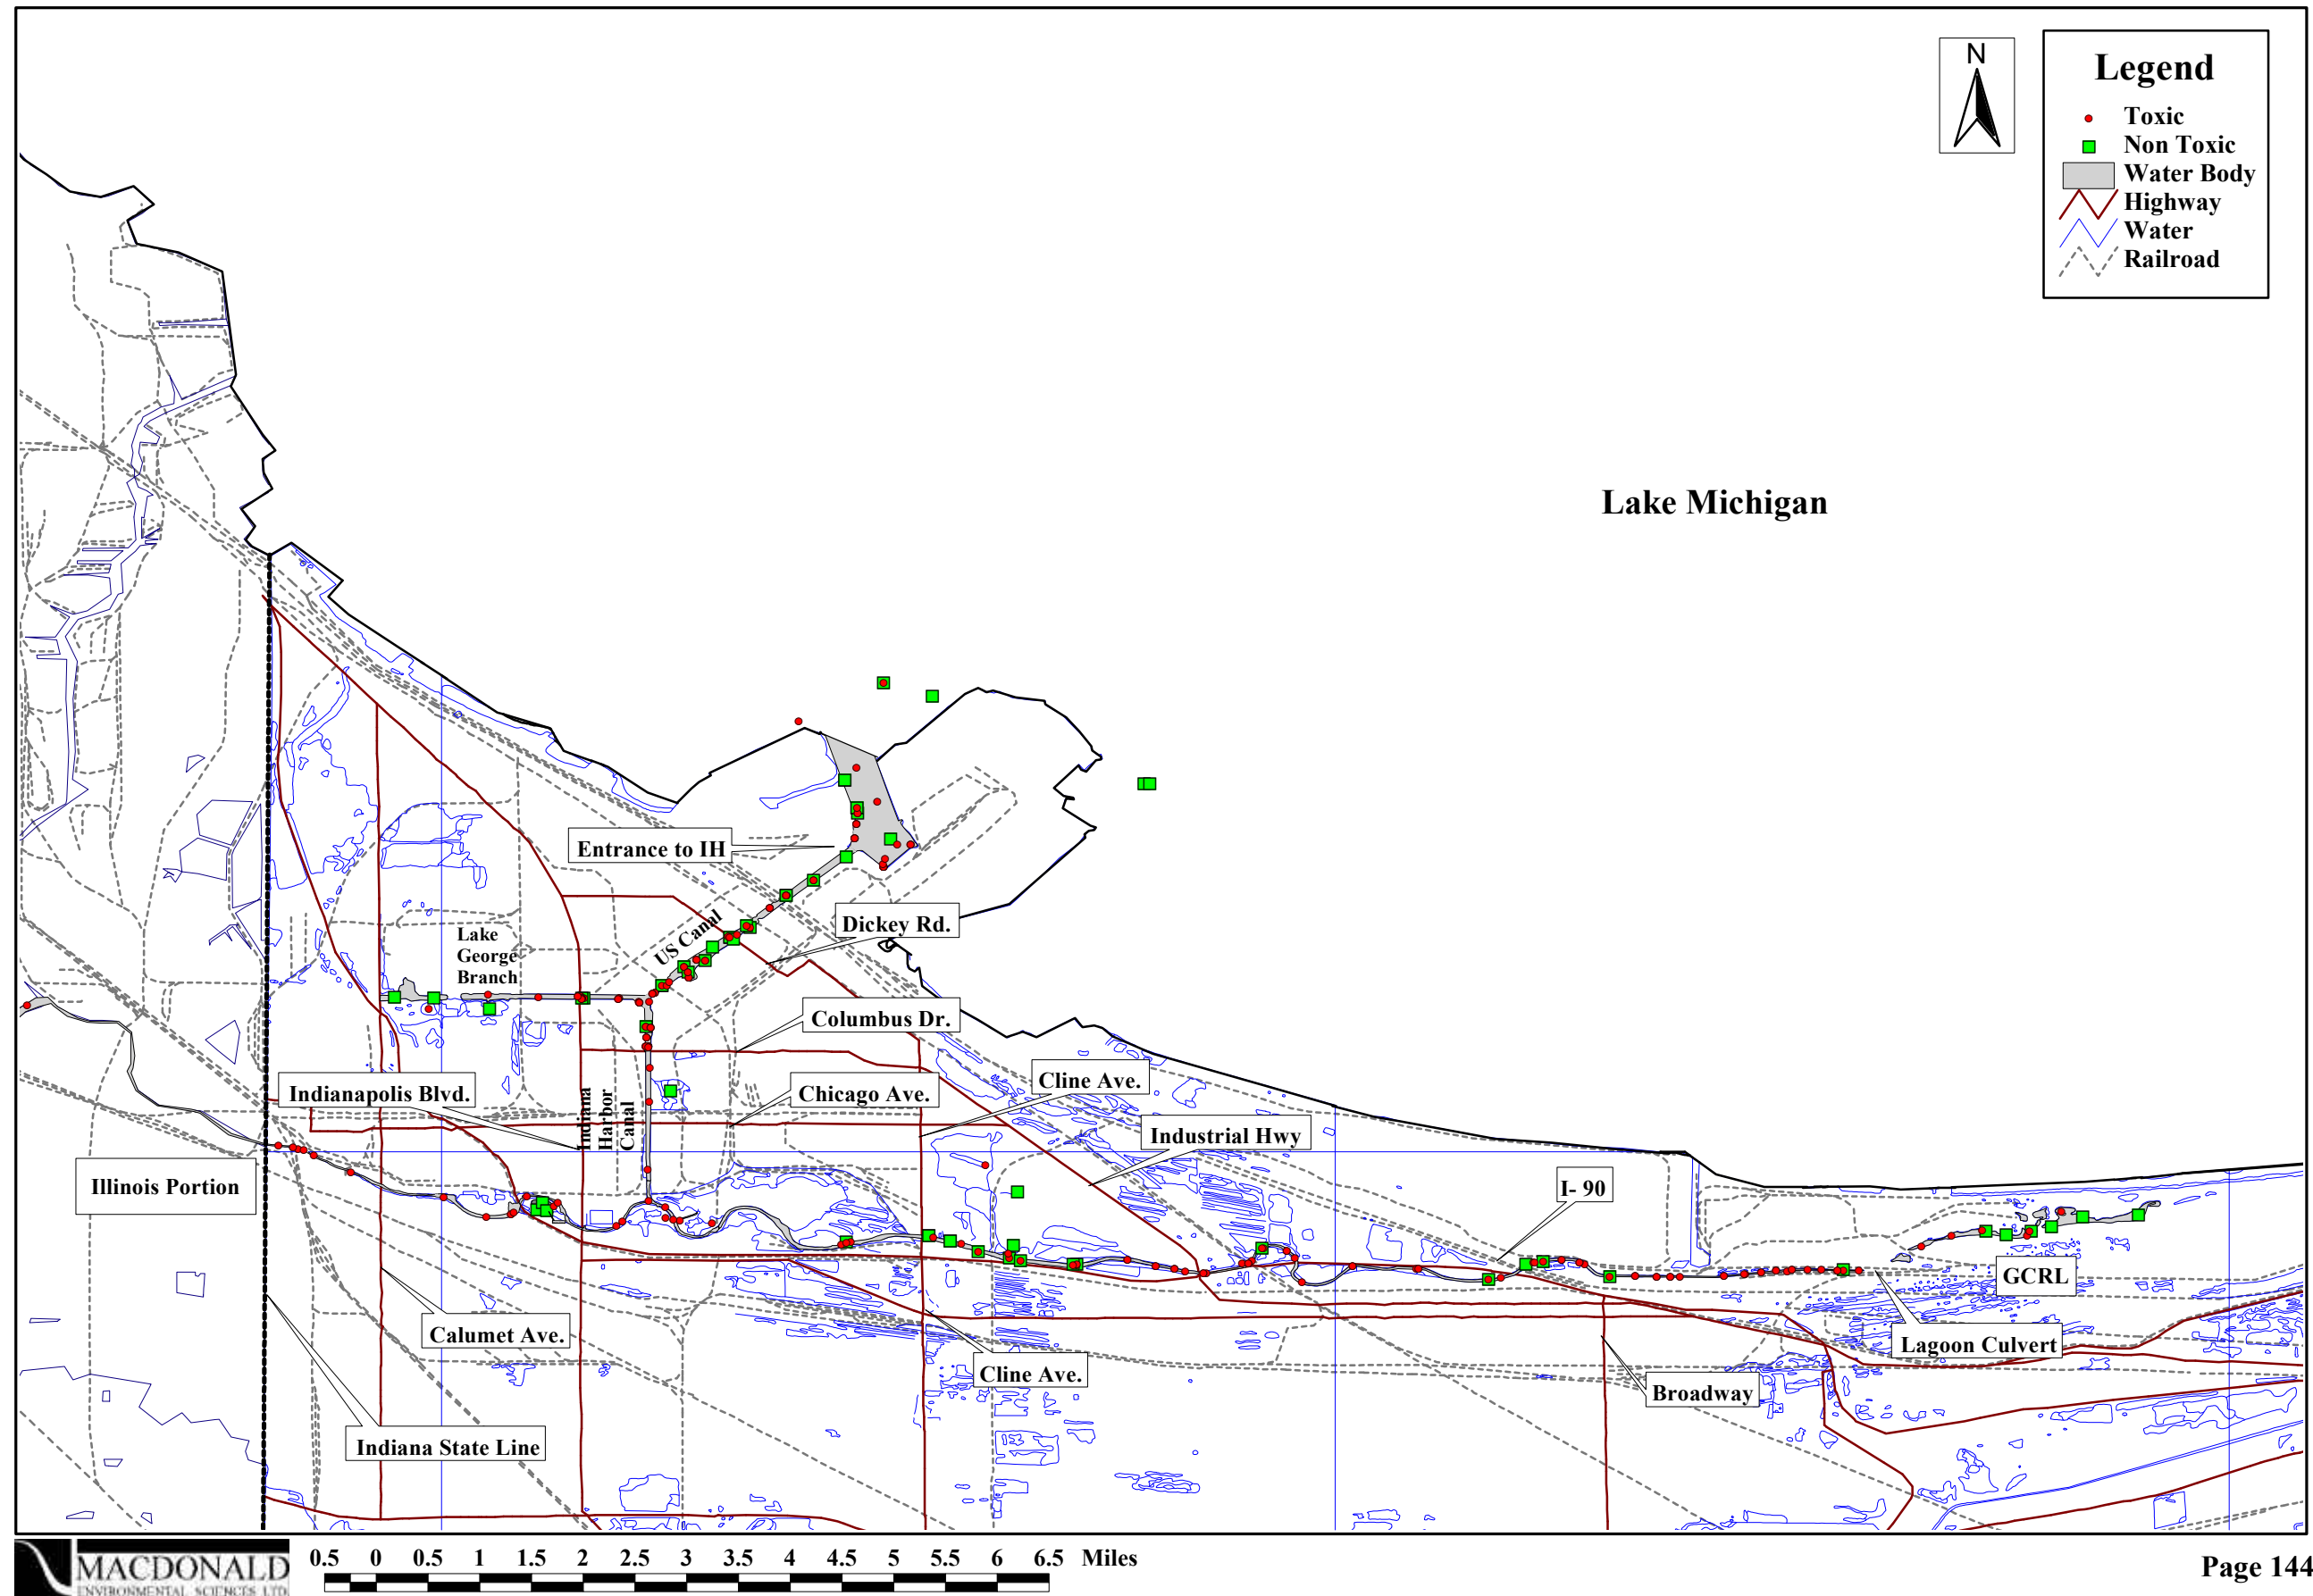 N
Legend
Toxic
Non Toxic
Water Body
Highway
Water
Railroad
Lake Michigan
Entrance to IH
Dickey Rd.
US Canal
Lake
George
Branch
Columbus Dr.
Cline Ave.
Indianapolis Blvd.
Chicago Ave.
Indiana
Harbor
Canal
Industrial Hwy
Illinois Portion
I- 90
GCRL
Calumet Ave.
Lagoon Culvert
Cline Ave.
Broadway
Indiana State Line
MACDONALD
ENVIRONMENTAL SCIENCES LTD.
0.5 0 0.5 1 1.5 2 2.5 3 3.5 4 4.5 5 5.5 6 6.5 Miles
Page 144